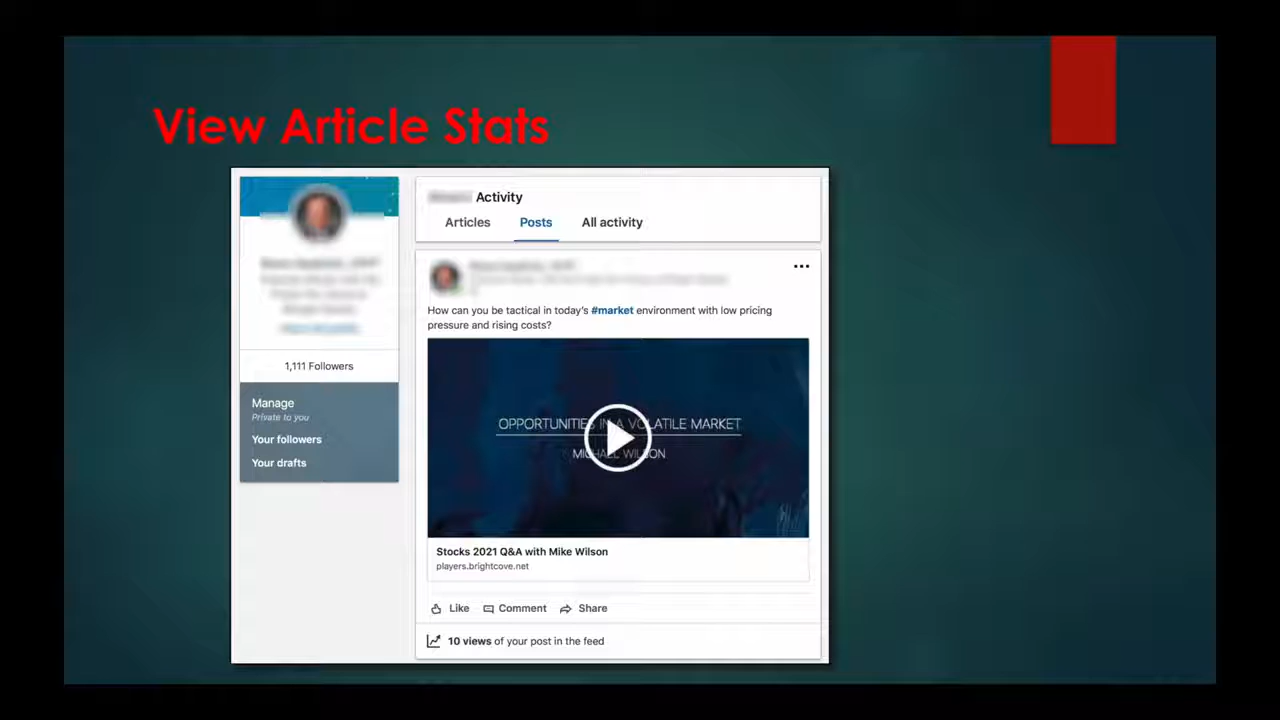 View Article Stats
Activity
Articles Posts All activity
1,111 Followers
Manage
Private to you
Your followers
Your drafts
How can you be tactical in today's #market environment with low pricing
pressure and rising costs?
OPPORTUNITIES IN A VOLATILE MARKET
MICHAEL WILSON
Stocks 2021 Q&A with Mike Wilson
players.brightcove.net
Like Comment Share
10 views of your post in the feed